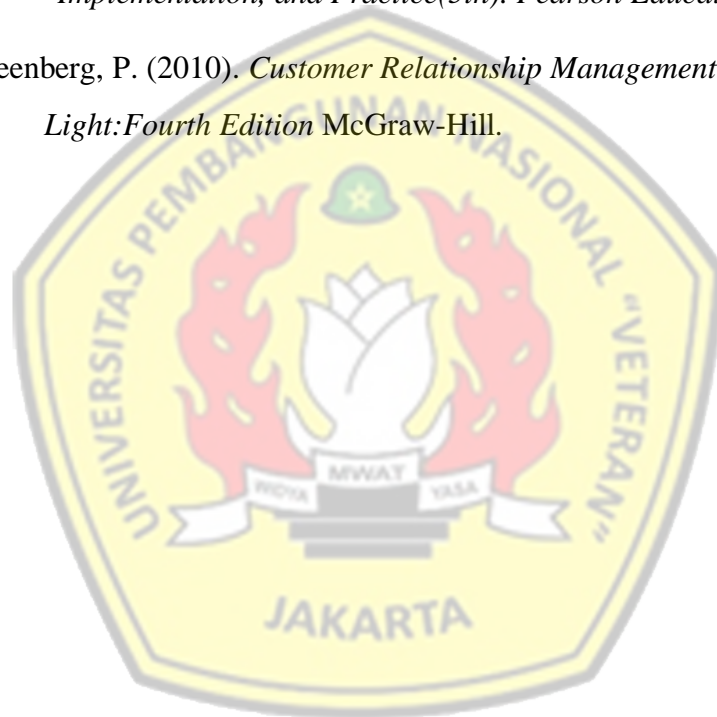 Implementation, and Practice(5th). Pearson Educa
eenberg, P. (2010). Customer Relationship Management
Light:Fourth Edition McGraw-Hill.
UNIVERSITAS PEMBANGUNAN NASIONAL “VETERAN”
WIDYA MWAT YASA
JAKARTA